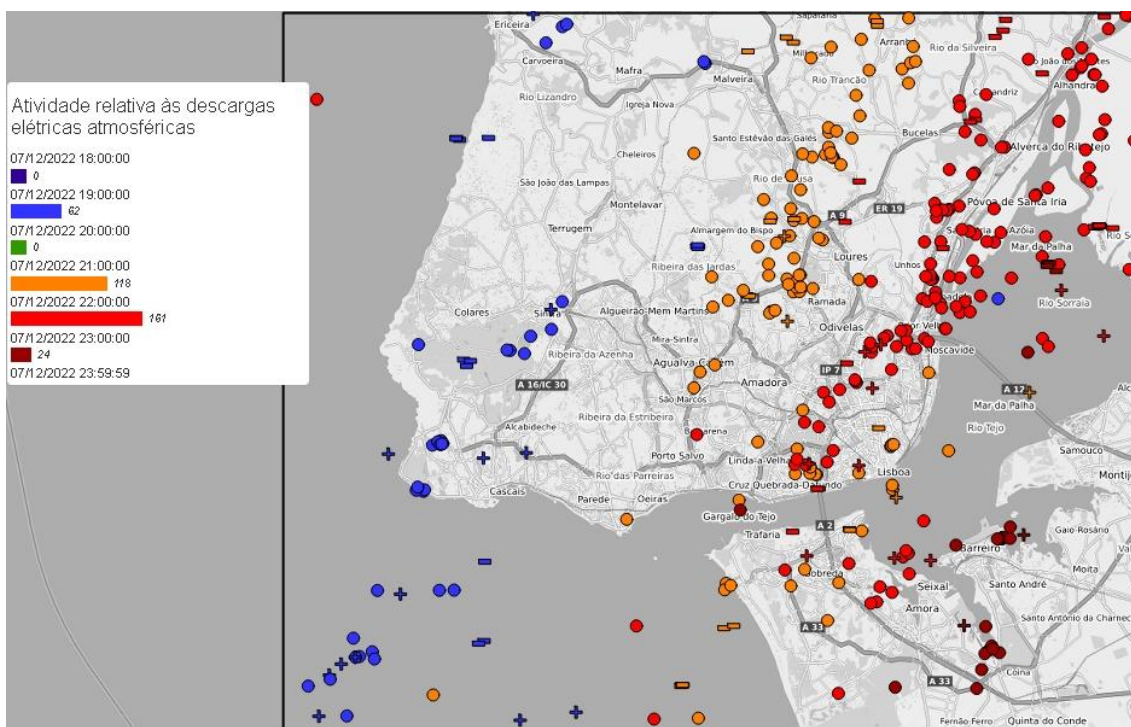 Atividade relativa às descargas
elétricas atmosféricas
07/12/2022 18:00:00
0
07/12/2022 19:00:00
62
07/12/2022 20:00:00
0
07/12/2022 21:00:00
118
07/12/2022 22:00:00
161
07/12/2022 23:00:00
24
07/12/2022 23:59:59
Ericeira
Sapataria
Carvoeira
Mafra
Malveira
Milharado
Arranhó
Rio da Silveira
Rio Trancão
Alhandra
Rio Lizandro
Igreja Nova
Santo Estêvão das Galés
Bucelas
Alverca do Ribatejo
Cheleiros
São João das Lampas
Rio de Lousa
Montelavar
A 9
ER 19
Póvoa de Santa Iria
Terrugem
Almargem do Bispo
Azóia
Mar da Palha
Loures
Ribeira das Jardas
Unhos
Colares
Sintra
Algueirão-Mem Martins
Ramada
Rio Sorraia
Odivelas
Mira-Sintra
Ribeira da Azenha
Moscavide
A 16/IC 30
Amadora
IP 7
A 12
São Marcos
Mar da Palha
Ribeira da Estribeira
Rio Tejo
Alcabideche
Samouco
Porto Salvo
Linda-a-Velha
Lisboa
Rio das Parreiras
Cruz Quebrada-Dafundo
Cascais
Parede
Oeiras
Gargalo do Tejo
A 2
Gaio-Rosário
Trafaria
Barreiro
Moita
Sobreda
Seixal
Santo André
Amora
Santo António da Charnec
A 33
A 33
Coina
Fernão Ferro
Quinta do Conde